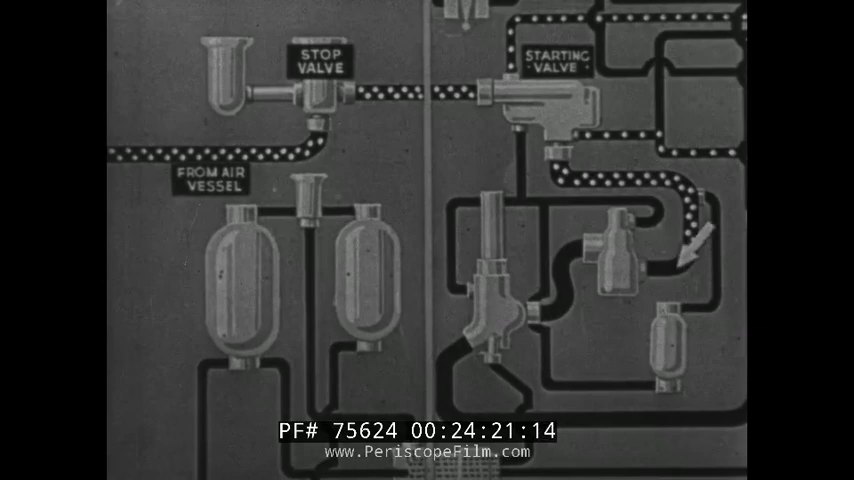 STOP
VALVE
STARTING
· VALVE ·
FROM AIR
VESSEL
PF# 75624 00:24:21:14
www.PeriscopeFilm.com